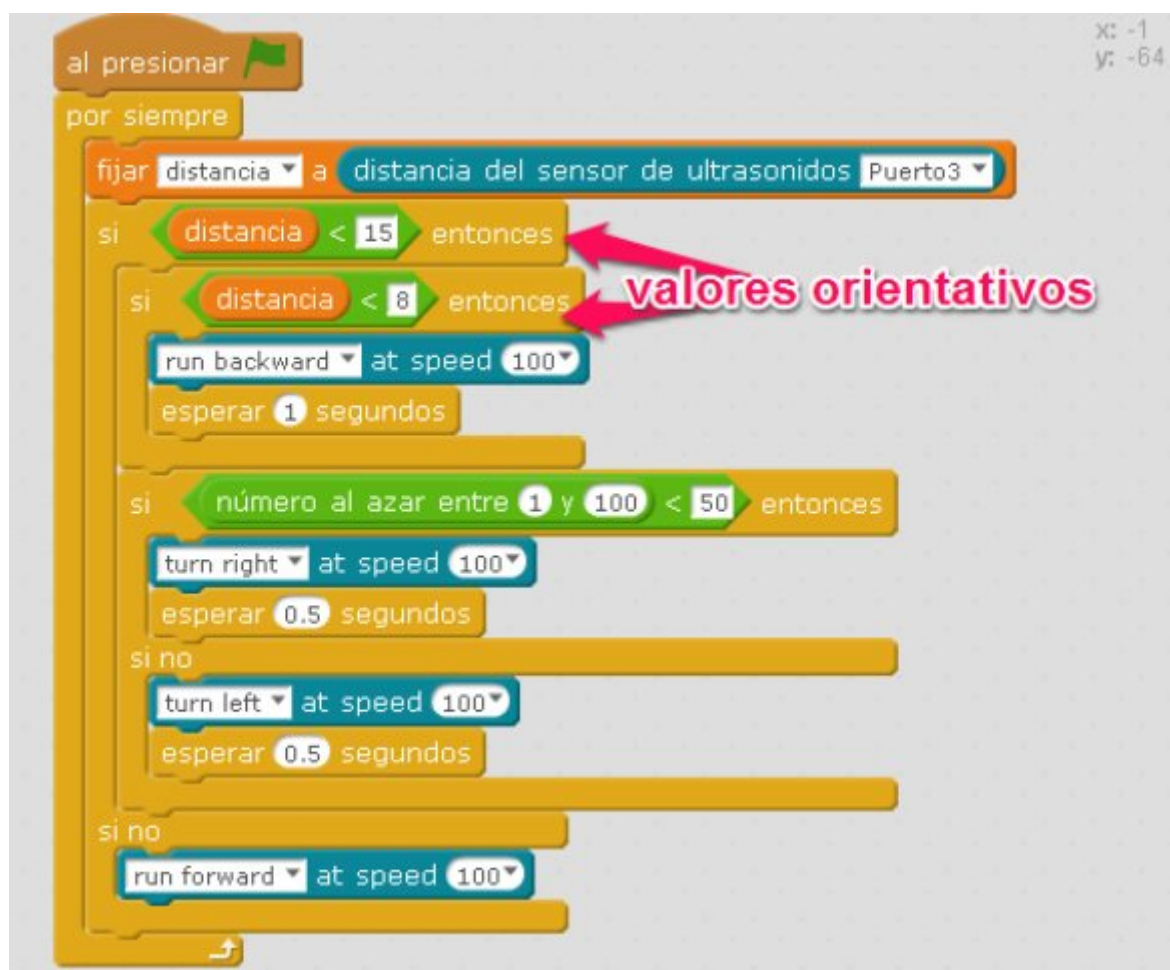 x: -1
y: -64
al presionar
por siempre
fijar distancia a distancia del sensor de ultrasonidos Puerto3
si distancia < 15 entonces
valores orientativos
si distancia < 8 entonces
run backward at speed 100
esperar 1 segundos
si número al azar entre 1 y 100 < 50 entonces
turn right at speed 100
esperar 0.5 segundos
si no
turn left at speed 100
esperar 0.5 segundos
si no
run forward at speed 100